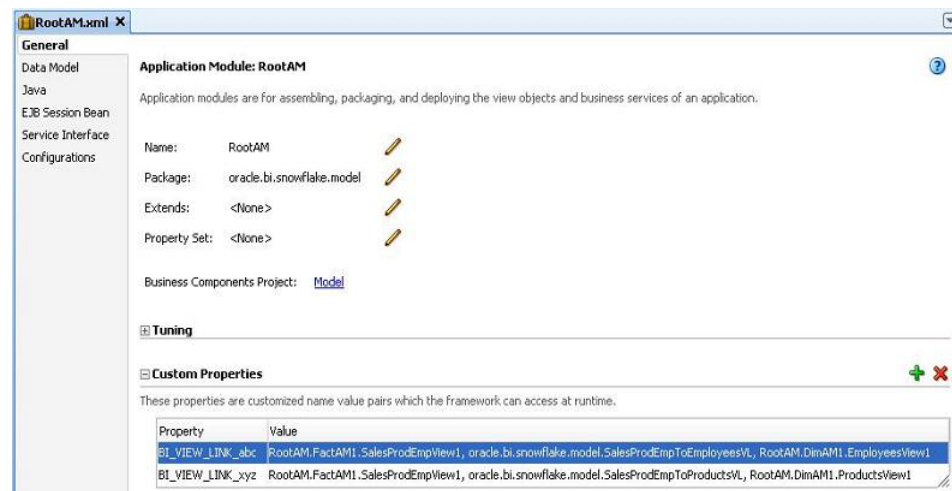 RootAM.xml
General
Data Model
Java
EJB Session Bean
Service Interface
Configurations
Application Module: RootAM
Application modules are for assembling, packaging, and deploying the view objects and business services of an application.
Name: RootAM
Package: oracle.bi.snowflake.model
Extends: <None>
Property Set: <None>
Business Components Project: Model
Tuning
Custom Properties
These properties are customized name value pairs which the framework can access at runtime.
Property Value
BI_VIEW_LINK_abc RootAM.FactAM1.SalesProdEmpView1, oracle.bi.snowflake.model.SalesProdEmpToEmployeesVL, RootAM.DimAM1.EmployeesView1
BI_VIEW_LINK_xyz RootAM.FactAM1.SalesProdEmpView1, oracle.bi.snowflake.model.SalesProdEmpToProductsVL, RootAM.DimAM1.ProductsView1